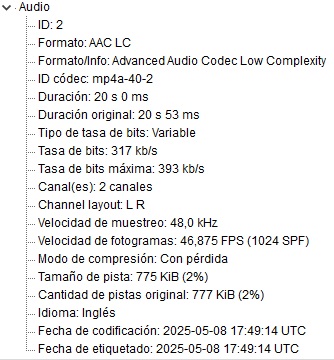 Audio
ID: 2
Formato: AAC LC
Formato/Info: Advanced Audio Codec Low Complexity
ID códec: mp4a-40-2
Duración: 20 s 0 ms
Duración original: 20 s 53 ms
Tipo de tasa de bits: Variable
Tasa de bits: 317 kb/s
Tasa de bits máxima: 393 kb/s
Canal(es): 2 canales
Channel layout: L R
Velocidad de muestreo: 48,0 kHz
Velocidad de fotogramas: 46,875 FPS (1024 SPF)
Modo de compresión: Con pérdida
Tamaño de pista: 775 KiB (2%)
Cantidad de pistas original: 777 KiB (2%)
Idioma: Inglés
Fecha de codificación: 2025-05-08 17:49:14 UTC
Fecha de etiquetado: 2025-05-08 17:49:14 UTC